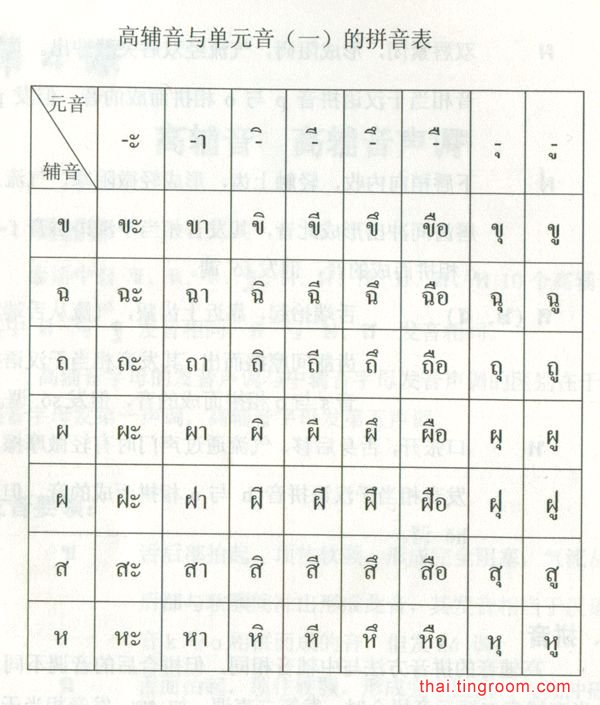 高辅音与单元音（一）的拼音表
元音
辅音
-ะ -า -ิ -ี -ึ -ือ -ุ -ู
ข ขะ ขา ขิ ขี ขึ ขือ ขุ ขู
ฉ ฉะ ฉา ฉิ ฉี ฉึ ฉือ ฉุ ฉู
ถ ถะ ถา ถิ ถี ถึ ถือ ถุ ถู
ผ ผะ ผา ผิ ผี ผึ ผือ ผุ ผู
ฝ ฝะ ฝา ฝิ ฝี ฝึ ฝือ ฝุ ฝู
ส สะ สา สิ สี สึ สือ สุ สู
ห หะ หา หิ หี หึ หือ หุ หู
thai.tingroom.com